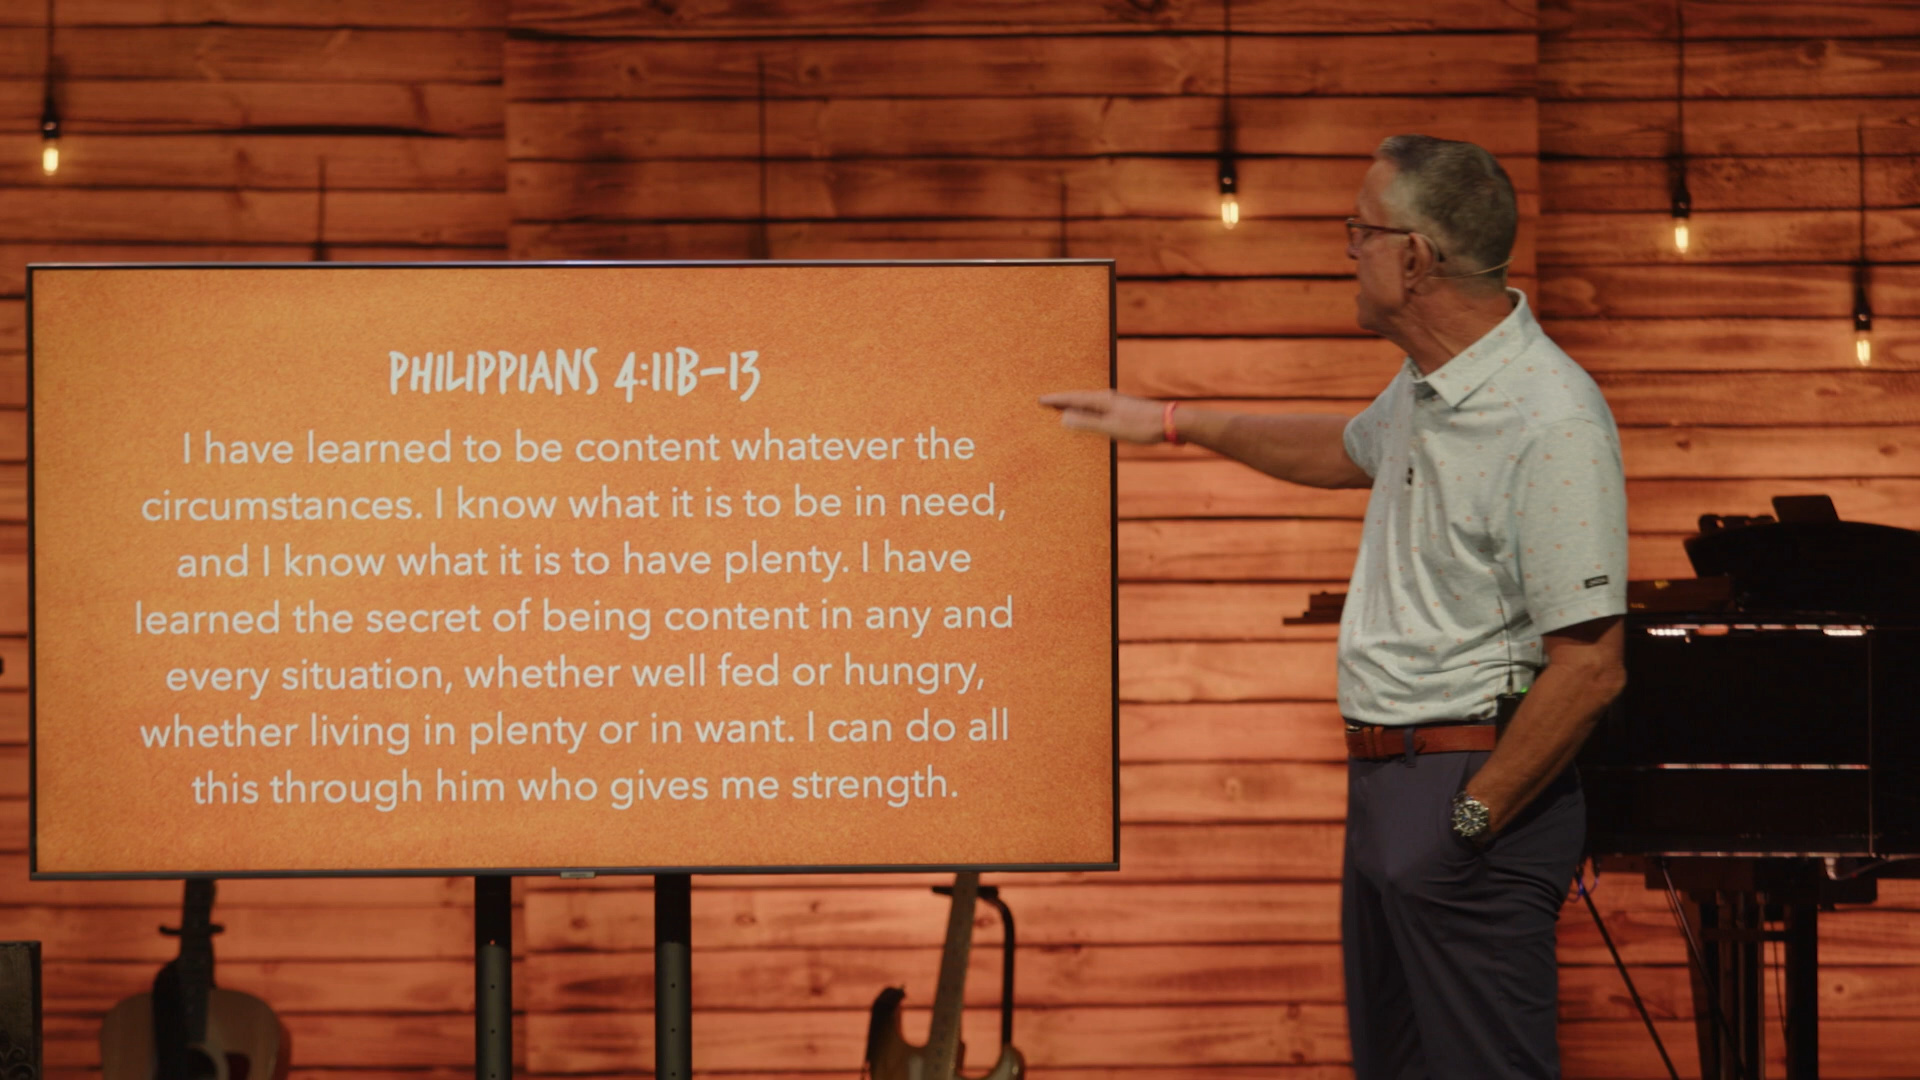 PHILIPPIANS 4:11B–13
I have learned to be content whatever the
circumstances. I know what it is to be in need,
and I know what it is to have plenty. I have
learned the secret of being content in any and
every situation, whether well fed or hungry,
whether living in plenty or in want. I can do all
this through him who gives me strength.